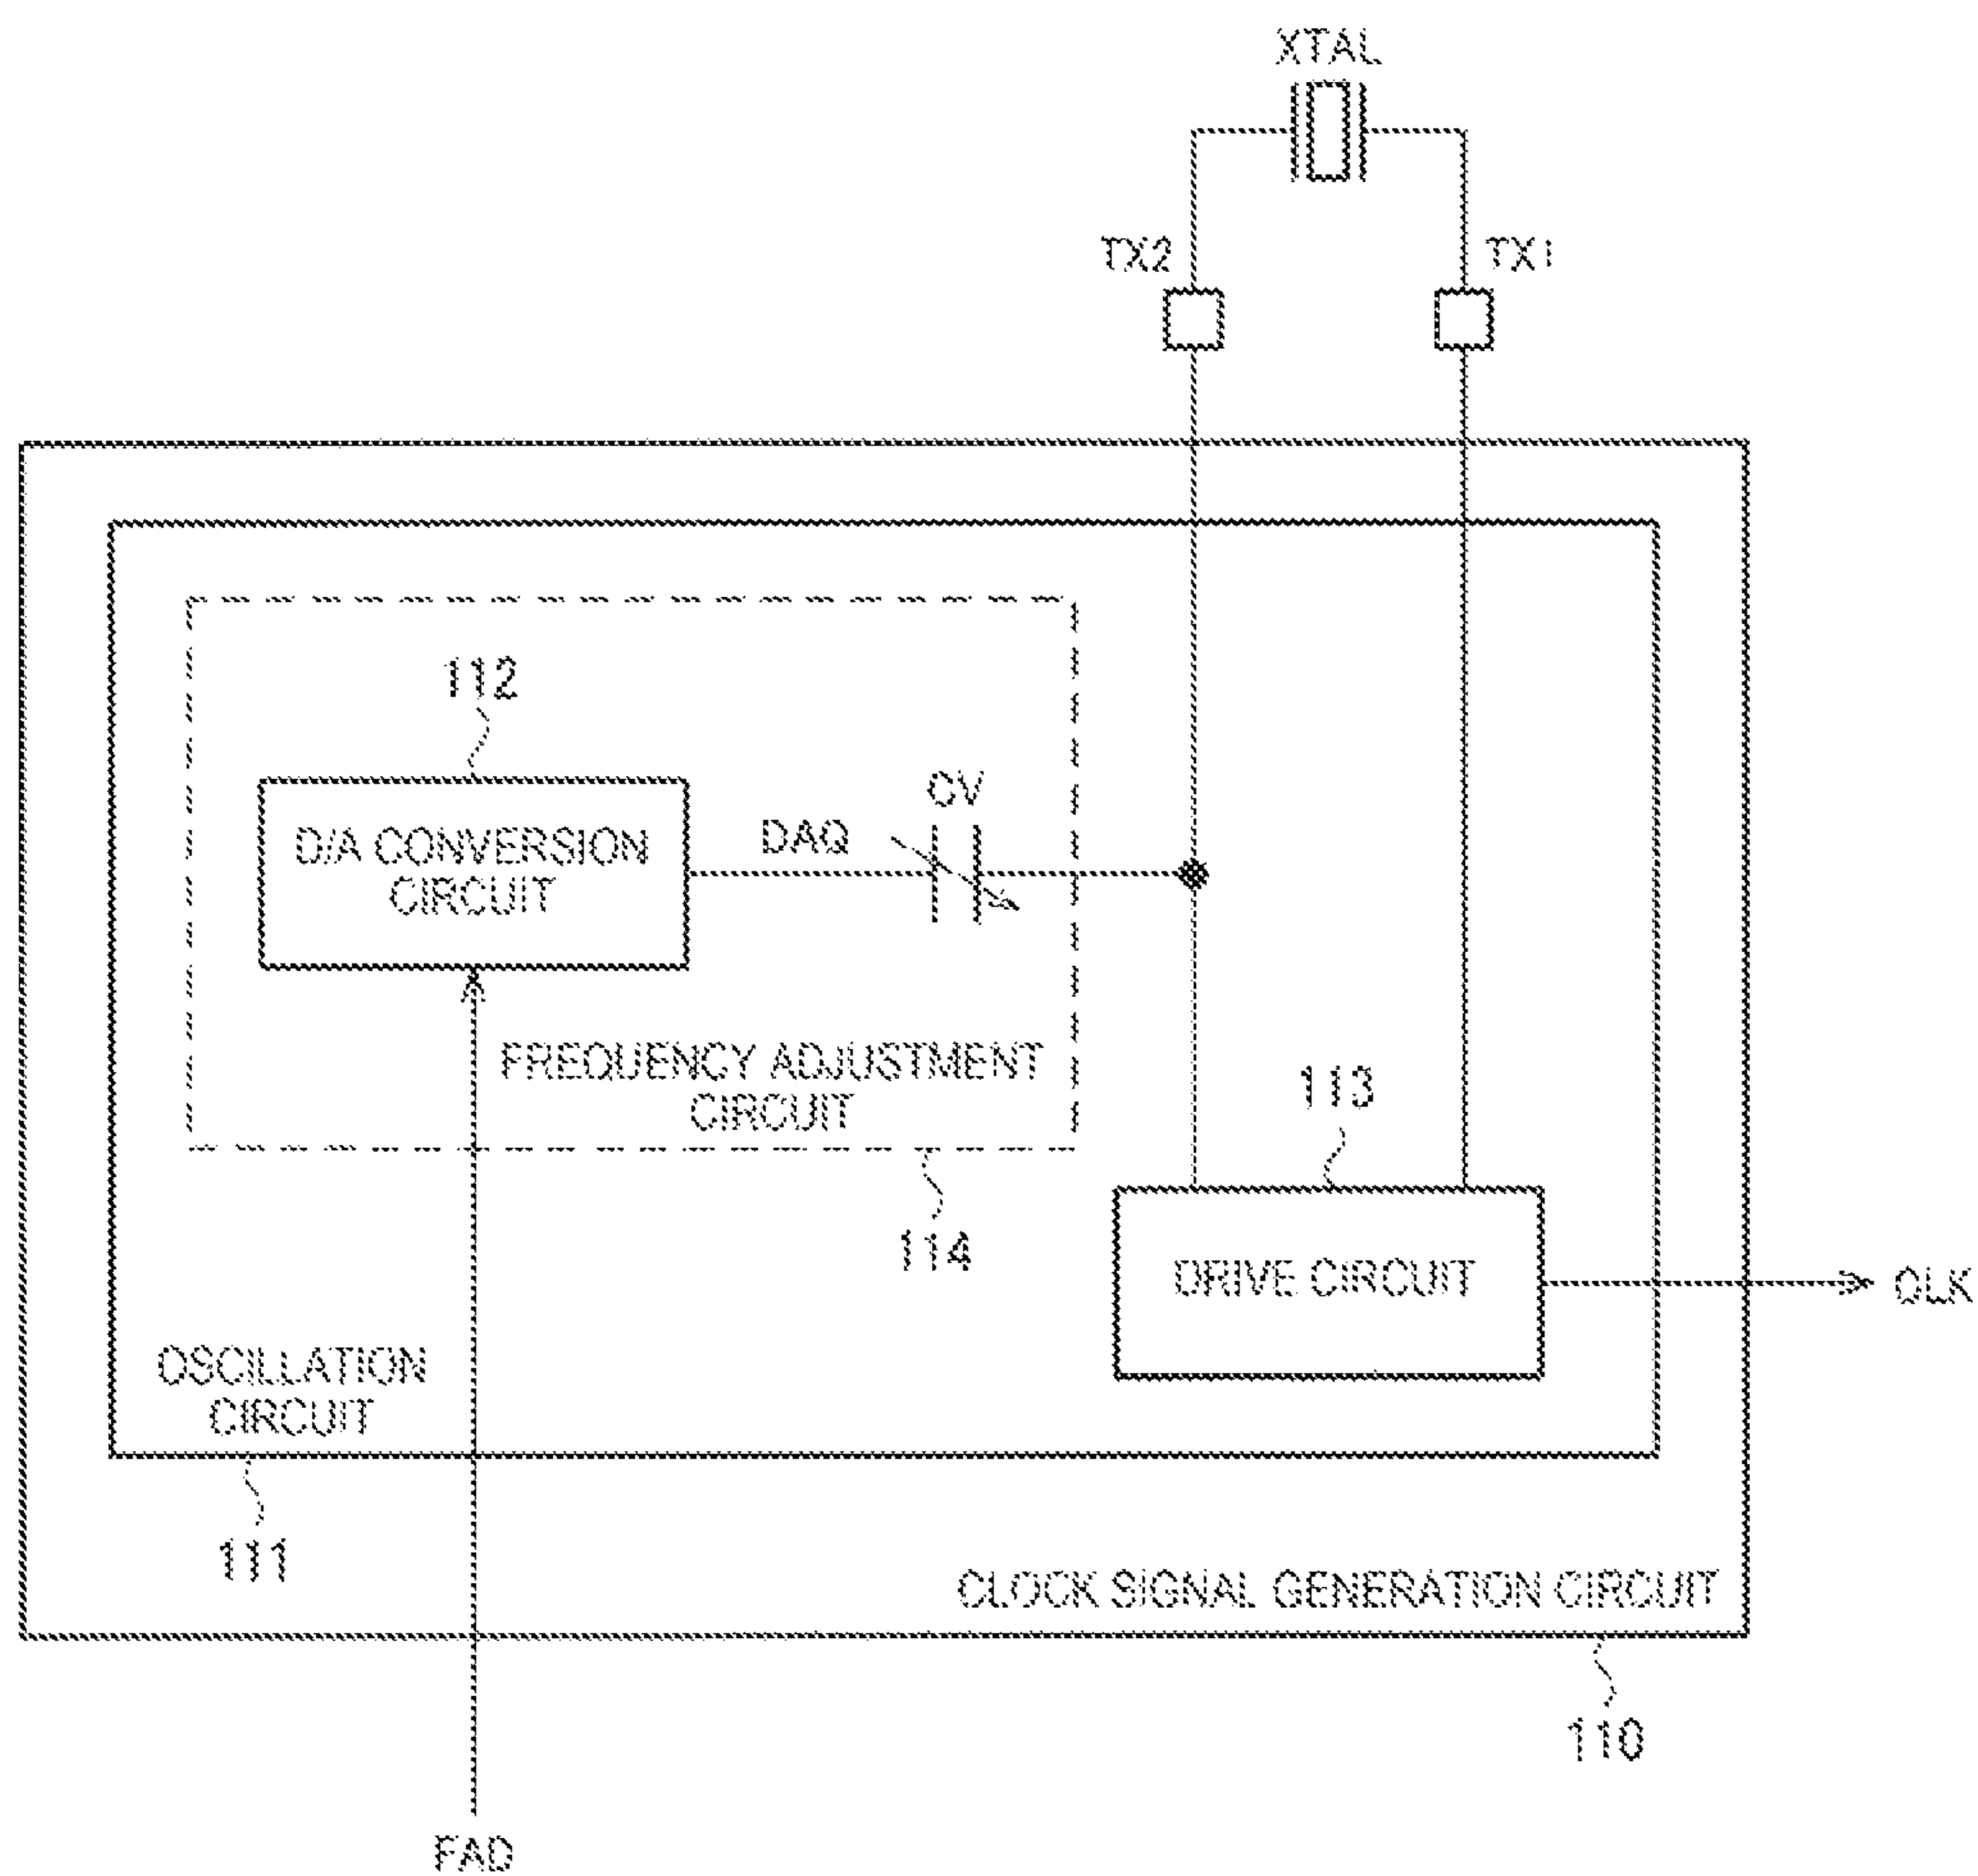 XTAL
TX2
TX1
112
D/A CONVERSION
CIRCUIT
DAQ
CV
FREQUENCY ADJUSTMENT
CIRCUIT
114
113
DRIVE CIRCUIT
CLK
OSCILLATION
CIRCUIT
111
CLOCK SIGNAL GENERATION CIRCUIT
110
FAD